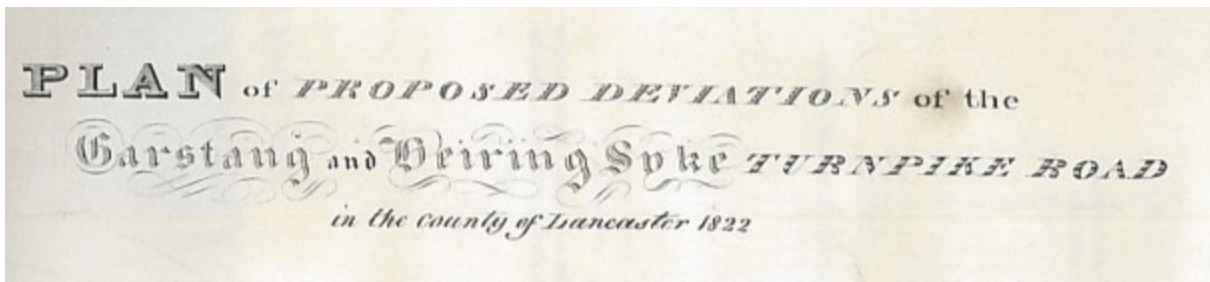 PLAN of PROPOSED DEVIATIONS of the
Garstang and Heiring Syke TURNPIKE ROAD
in the County of Lancaster 1822